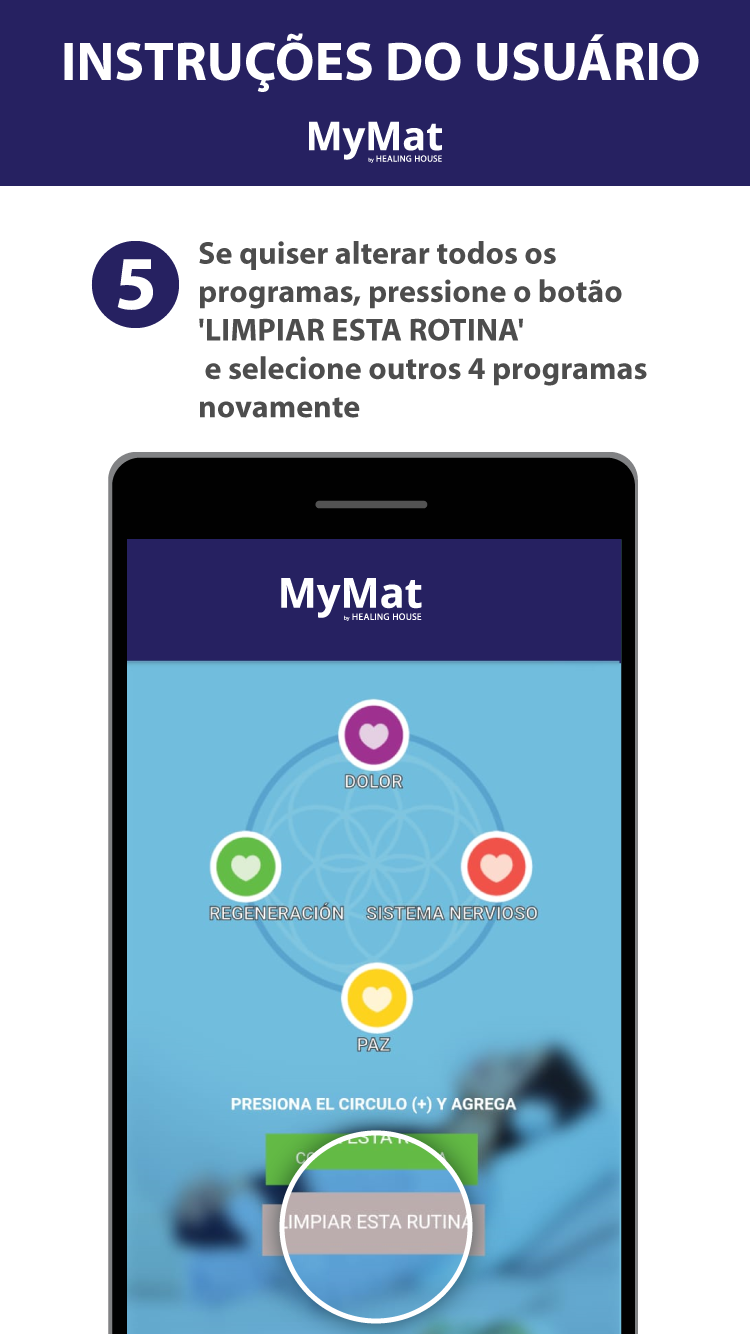 INSTRUÇÕES DO USUÁRIO
MyMat
by HEALING HOUSE
5
Se quiser alterar todos os
programas, pressione o botão
'LIMPIAR ESTA ROTINA'
e selecione outros 4 programas
novamente
MyMat
by HEALING HOUSE
DOLOR
REGENERACIÓN
SISTEMA NERVIOSO
PAZ
PRESIONA EL CIRCULO (+) Y AGREGA
ESTA
LIMPIAR ESTA RUTINA